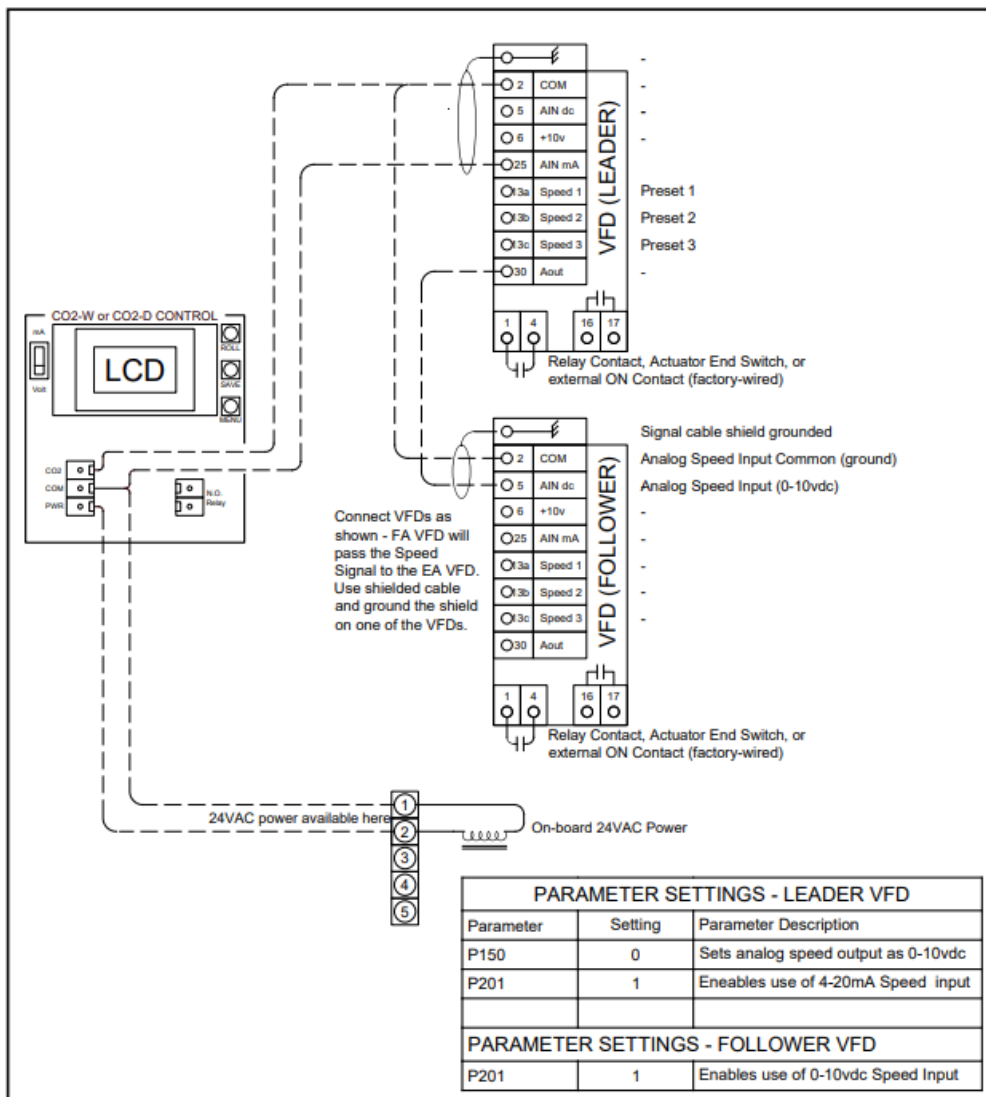 -
2 COM -
5 AIN dc -
6 +10v -
25 AIN mA -
13a Speed 1 Preset 1
13b Speed 2 Preset 2
13c Speed 3 Preset 3
30 Aout -
VFD (LEADER)
1 4 16 17
Relay Contact, Actuator End Switch, or
external ON Contact (factory-wired)
CO2-W or CO2-D CONTROL
mA
Volt
LCD
ROLL
SAVE
MENU
CO2
COM
PWR
N.O.
Relay
Signal cable shield grounded
2 COM Analog Speed Input Common (ground)
5 AIN dc Analog Speed Input (0-10vdc)
6 +10v -
25 AIN mA -
13a Speed 1 -
13b Speed 2 -
13c Speed 3 -
30 Aout
VFD (FOLLOWER)
1 4 16 17
Relay Contact, Actuator End Switch, or
external ON Contact (factory-wired)
Connect VFDs as
shown - FA VFD will
pass the Speed
Signal to the EA VFD.
Use shielded cable
and ground the shield
on one of the VFDs.
24VAC power available here
1
2
3
4
5
On-board 24VAC Power
PARAMETER SETTINGS - LEADER VFD
Parameter Setting Parameter Description
P150 0 Sets analog speed output as 0-10vdc
P201 1 Eneables use of 4-20mA Speed input
PARAMETER SETTINGS - FOLLOWER VFD
P201 1 Enables use of 0-10vdc Speed Input